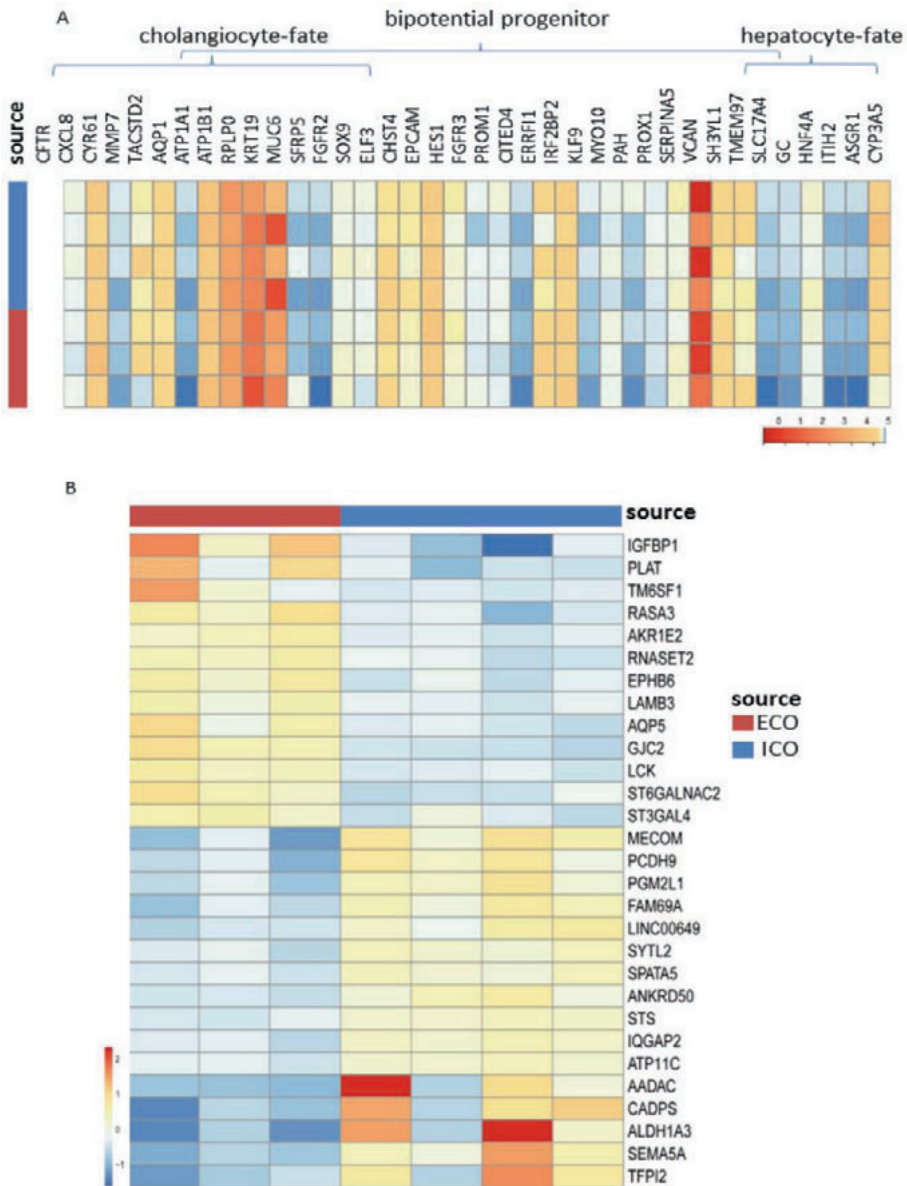 A
bipotential progenitor
cholangiocyte-fate
hepatocyte-fate
source
CFTR
CXCL8
CYR61
MMP7
TACSTD2
AQP1
ATP1A1
ATP1B1
RPLP0
KRT19
MUC6
SFRP5
FGFR2
SOX9
ELF3
CHST4
EPCAM
HES1
FGFR3
PROM1
CITED4
ERRFI1
IRF2BP2
KLF9
MYO10
PAH
PROX1
SERPINA5
VCAN
SH3YL1
TMEM97
SLC17A4
GC
HNF4A
ITIH2
ASGR1
CYP3A5
0 1 2 3 4 5
B
source
IGFBP1
PLAT
TM6SF1
RASA3
AKR1E2
RNASET2
EPHB6
LAMB3
AQP5
GJC2
LCK
ST6GALNAC2
ST3GAL4
MECOM
PCDH9
PGM2L1
FAM69A
LINC00649
SYTL2
SPATA5
ANKRD50
STS
IQGAP2
ATP11C
AADAC
CADPS
ALDH1A3
SEMA5A
TFPI2
source
ECO
ICO
2
1
0
-1